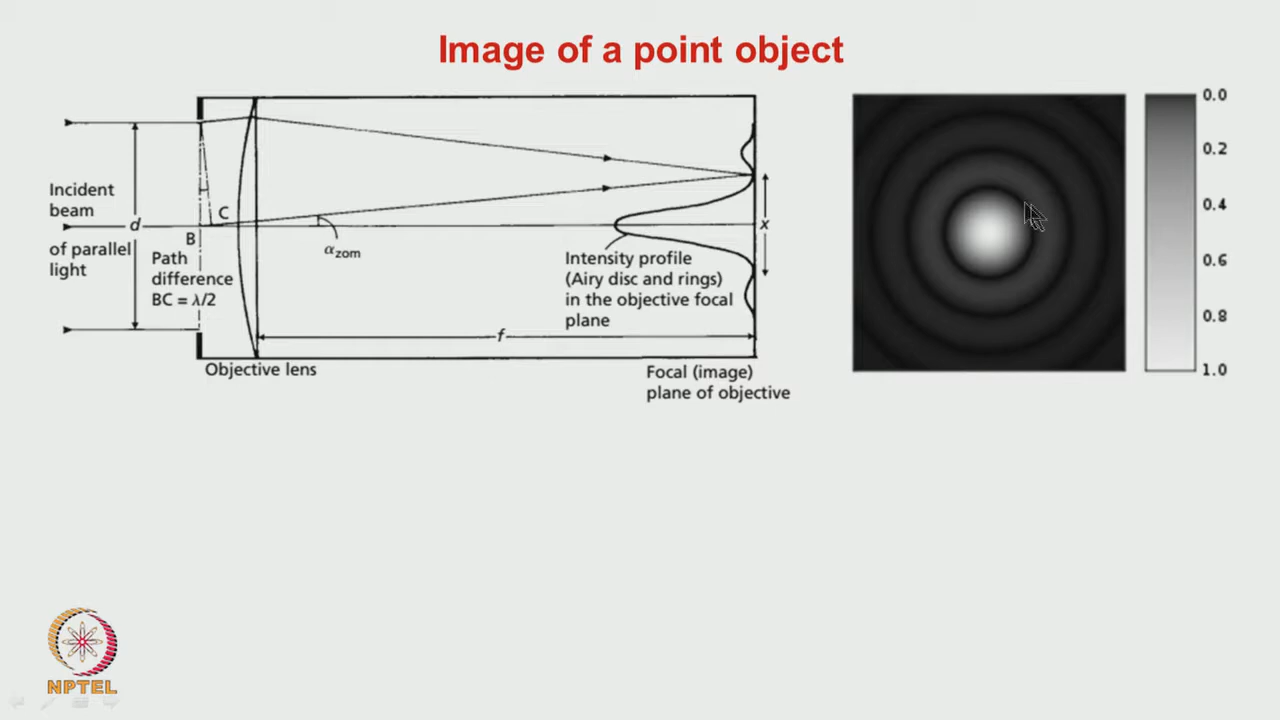 Image of a point object
Incident
beam
of parallel
light
d
C
B
Path
difference
BC = λ/2
αzom
Intensity profile
(Airy disc and rings)
in the objective focal
plane
x
f
Objective lens
Focal (image)
plane of objective
0.0
0.2
0.4
0.6
0.8
1.0
NPTEL